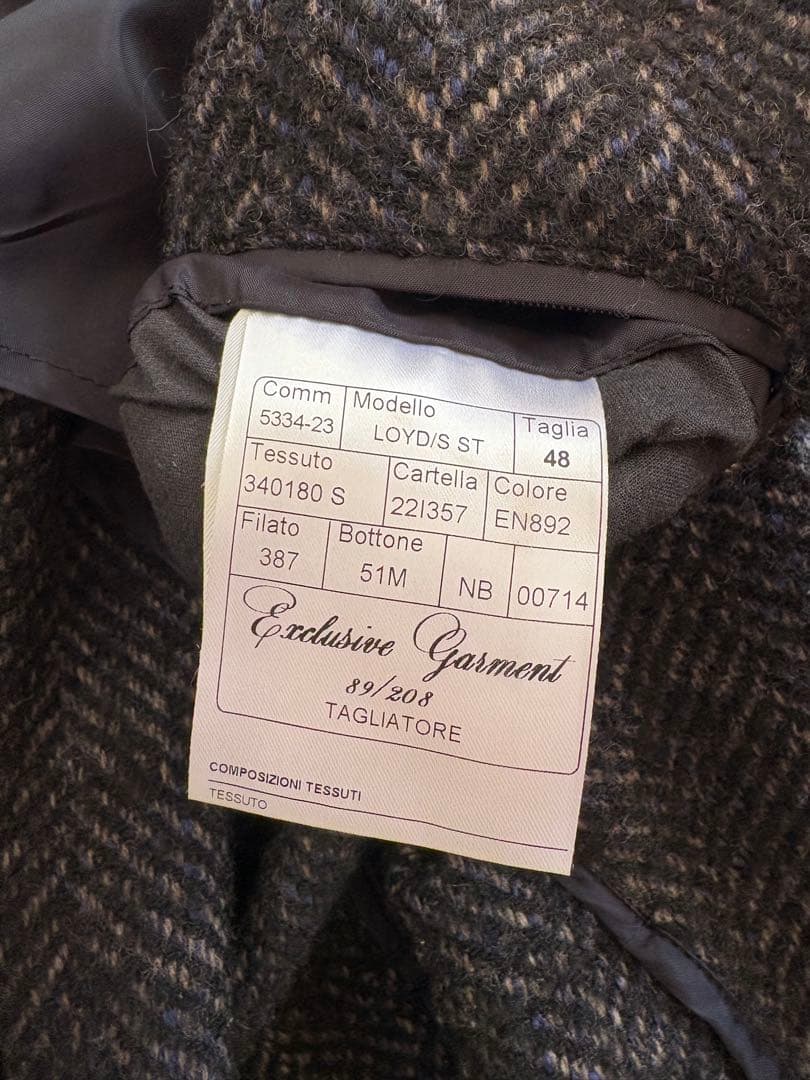 Comm Modello Taglia
5334-23 LOYD/S ST 48
Tessuto Cartella Colore
340180 S 22I357 EN892
Filato Bottone
387 51M NB 00714
Exclusive Garment
89/208
TAGLIATORE
COMPOSIZIONI TESSUTI
TESSUTO